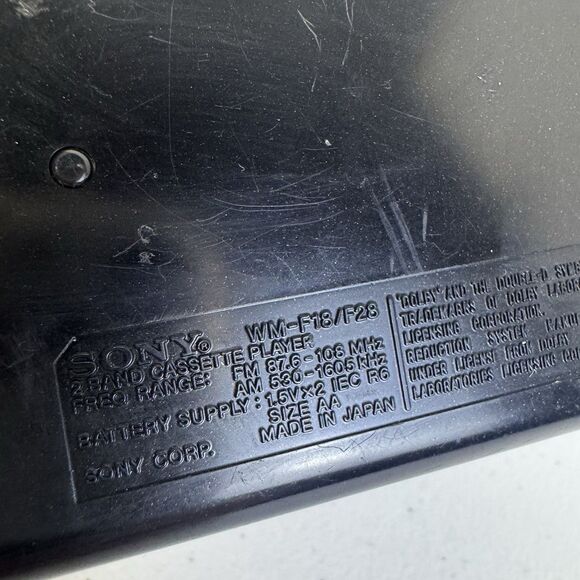 SONY® WM-F18/F28
2 BAND CASSETTE PLAYER
FREQ RANGE: FM 87.6-108 MHz
AM 530-1605 kHz
BATTERY SUPPLY: 1.5V×2 IEC R6
SIZE AA
SONY CORP. MADE IN JAPAN
"DOLBY" AND THE DOUBLE-D
TRADEMARKS OF DOLBY
LICENSING CORPORATION.
REDUCTION SYSTEM
UNDER LICENSE FROM DOLBY
LABORATORIES LICENSING